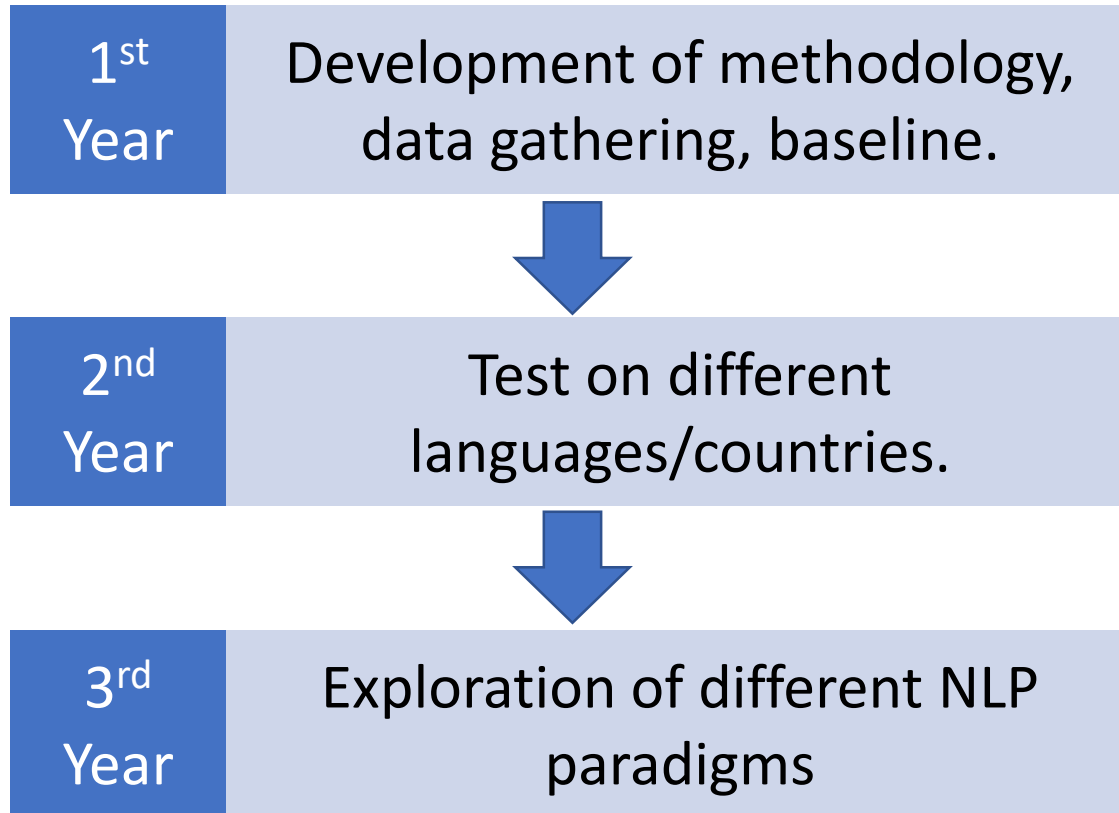 1st
Year
Development of methodology,
data gathering, baseline.
2nd
Year
Test on different
languages/countries.
3rd
Year
Exploration of different NLP
paradigms